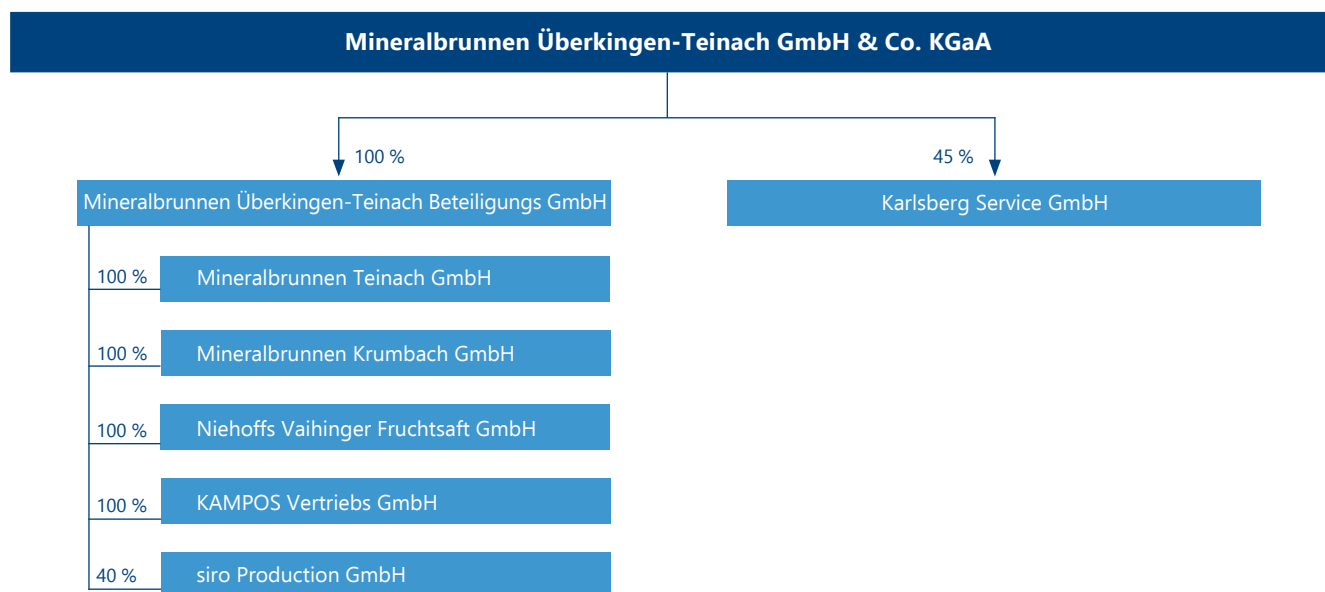 Mineralbrunnen Überkingen-Teinach GmbH & Co. KGaA
100 %
45 %
Mineralbrunnen Überkingen-Teinach Beteiligungs GmbH
Karlsberg Service GmbH
100 %
Mineralbrunnen Teinach GmbH
100 %
Mineralbrunnen Krumbach GmbH
100 %
Niehoffs Vaihinger Fruchtsaft GmbH
100 %
KAMPOS Vertriebs GmbH
40 %
siro Production GmbH